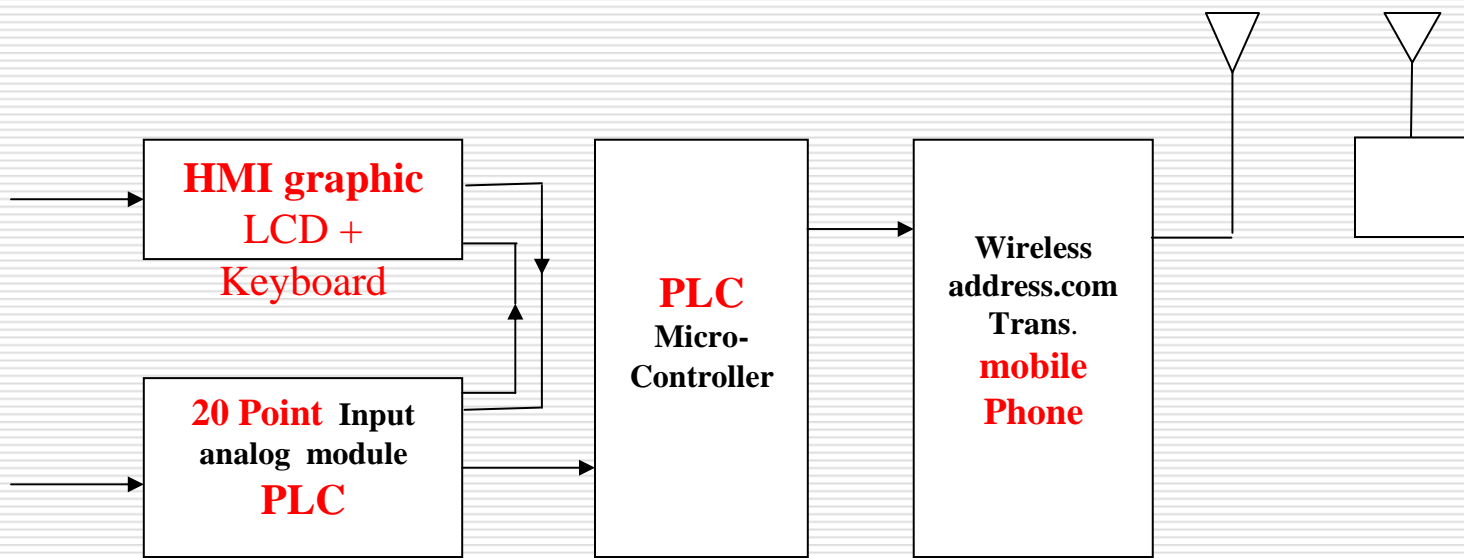 HMI graphic
LCD +
Keyboard
20 Point Input
analog module
PLC
PLC
Micro-
Controller
Wireless
address.com
Trans.
mobile
Phone